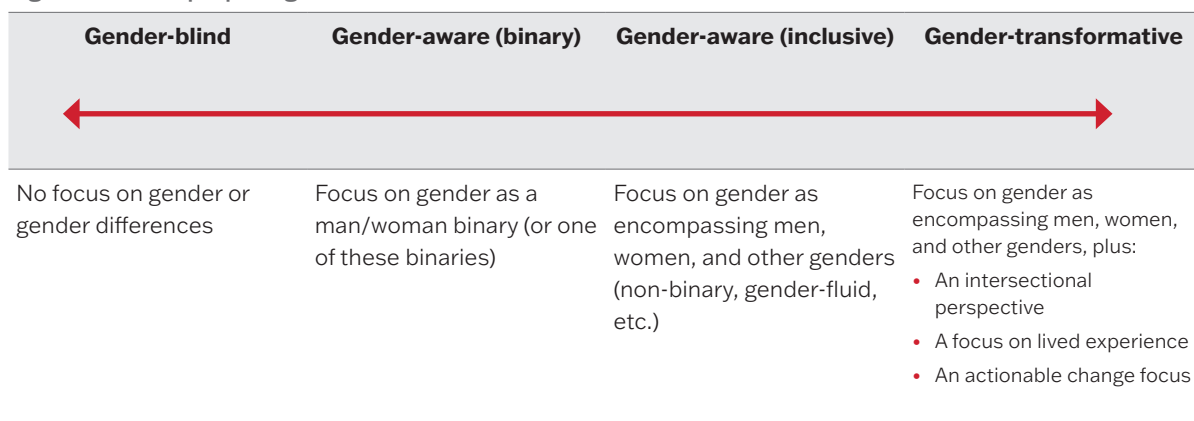 Gender-blind
Gender-aware (binary)
Gender-aware (inclusive)
Gender-transformative
No focus on gender or
gender differences
Focus on gender as a
man/woman binary (or one
of these binaries)
Focus on gender as
encompassing men,
women, and other genders
(non-binary, gender-fluid,
etc.)
Focus on gender as
encompassing men, women,
and other genders, plus:
• An intersectional
perspective
• A focus on lived experience
• An actionable change focus